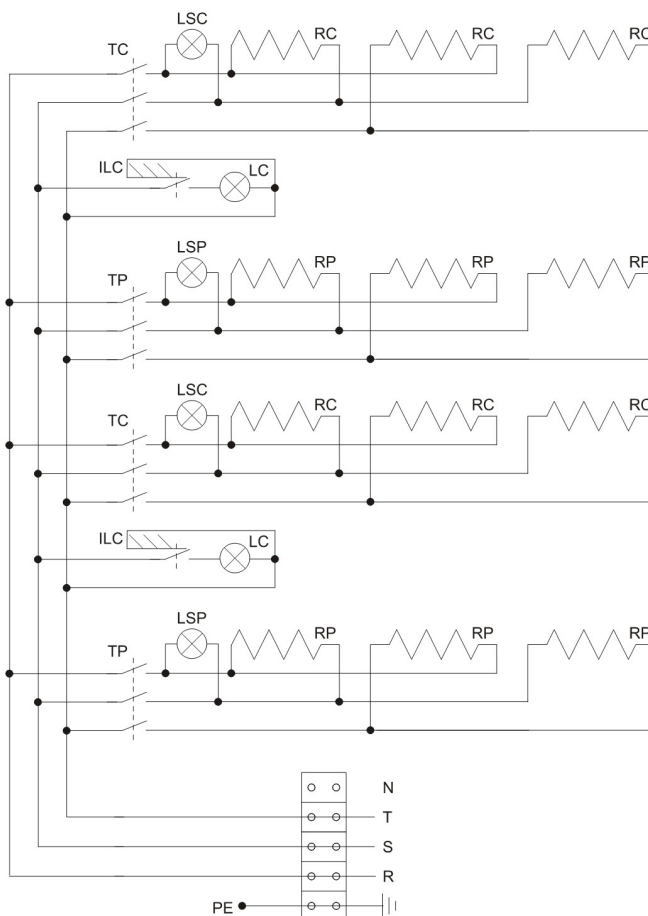 LSC
TC RC RC RC
ILC LC
LSP
TP RP RP RP
LSC
TC RC RC RC
ILC LC
LSP
TP RP RP RP
N
T
S
R
PE